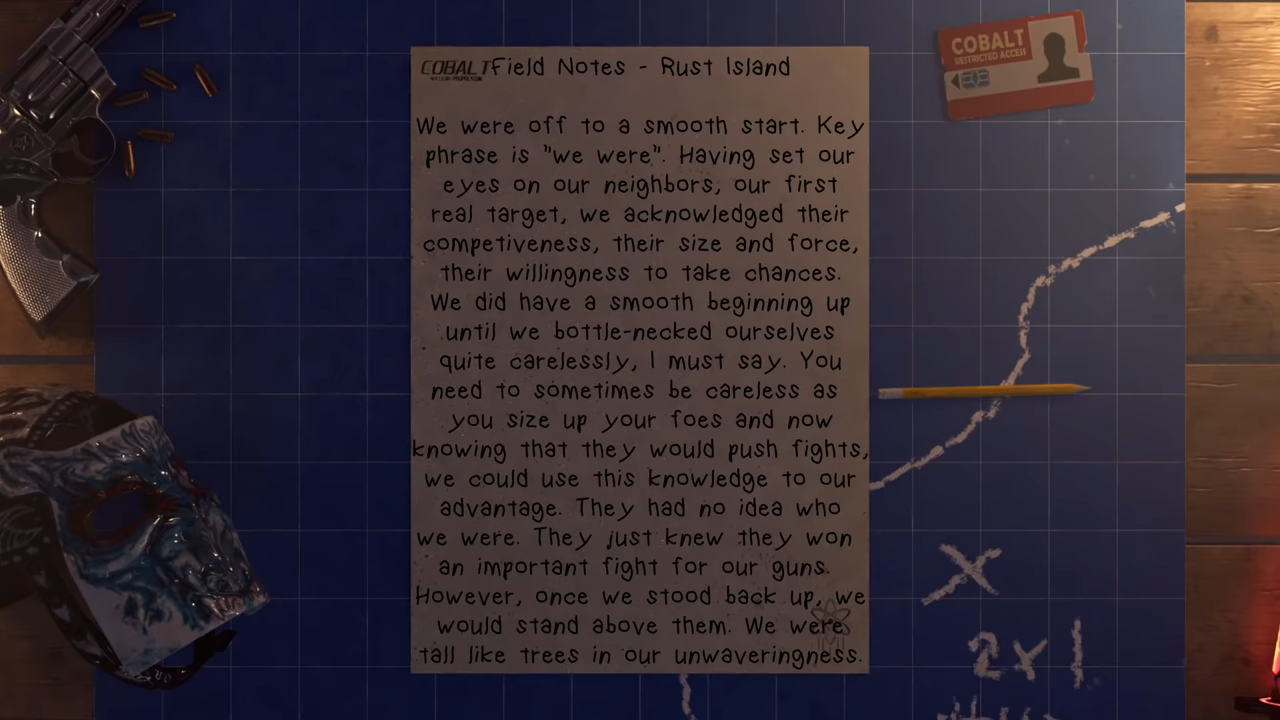 COBALT
Field Notes - Rust Island
We were off to a smooth start. Key
phrase is "we were". Having set our
eyes on our neighbors, our first
real target, we acknowledged their
competiveness, their size and force,
their willingness to take chances.
We did have a smooth beginning up
until we bottle-necked ourselves
quite carelessly, I must say. You
need to sometimes be careless as
you size up your foes and now
knowing that they would push fights,
we could use this knowledge to our
advantage. They had no idea who
we were. They just knew they won
an important fight for our guns.
However, once we stood back up, we
would stand above them. We were
tall like trees in our unwaveringness.
COBALT
RESTRICTED ACCESS
X
2x1